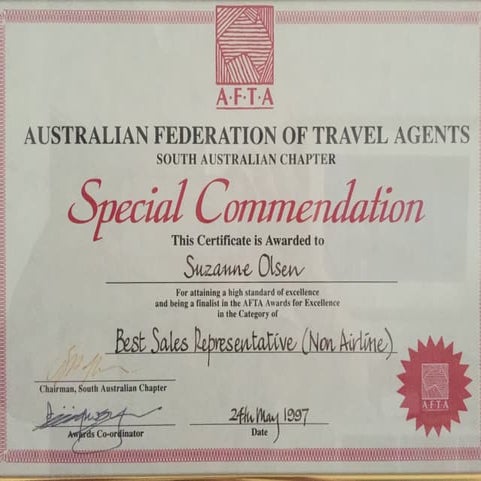 A·F·T·A
AUSTRALIAN FEDERATION OF TRAVEL AGENTS
SOUTH AUSTRALIAN CHAPTER
Special Commendation
This Certificate is Awarded to
Suzanne Olsen
For attaining a high standard of excellence
and being a finalist in the AFTA Awards for Excellence
in the Category of
Best Sales Representative (Non Airline)
Chairman, South Australian Chapter
24th May 1997
Awards Co-ordinator
Date
AFTA